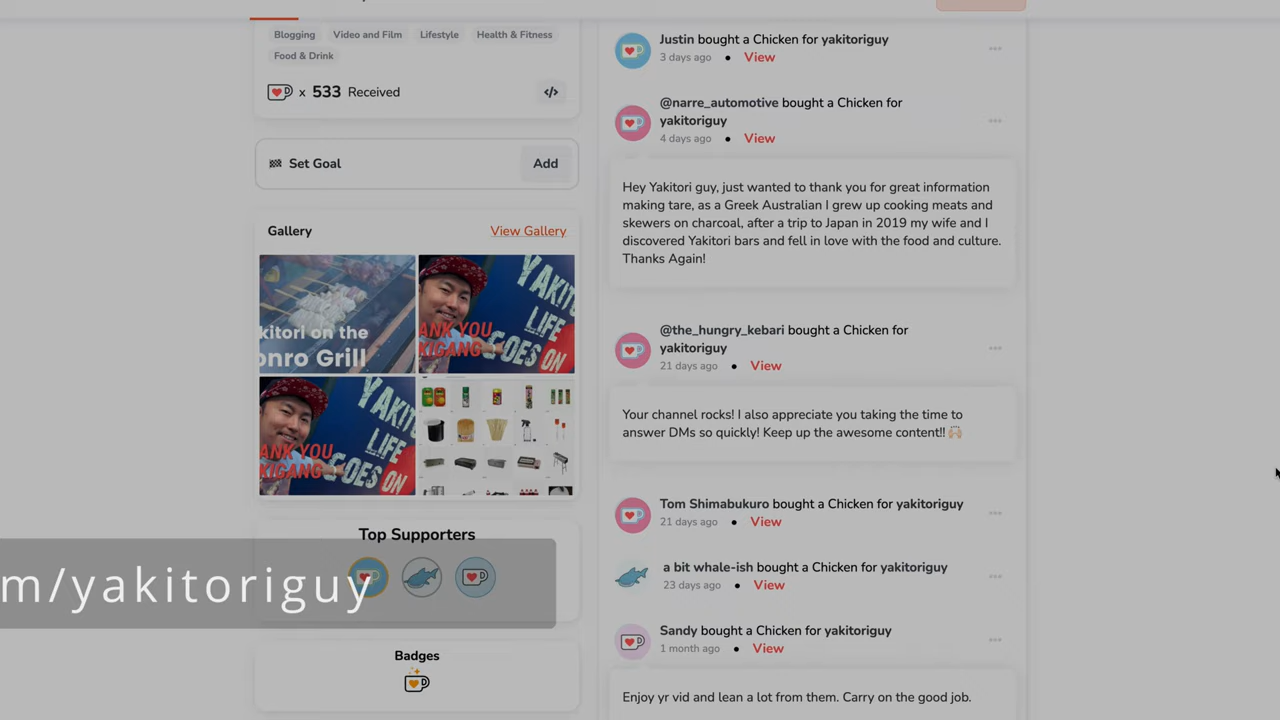 Blogging
Video and Film
Lifestyle
Health & Fitness
Food & Drink
x 533 Received
</>
Set Goal
Add
Gallery
View Gallery
kitori on the
onro Grill
YAKIT
LIFE
GOES ON
ANK YOU
KIGANG
YAKIT
LIFE
GOES ON
ANK YOU
KIGANG
Top Supporters
m/yakitoriguy
Badges
Justin bought a Chicken for yakitoriguy
3 days ago • View
@narre_automotive bought a Chicken for
yakitoriguy
4 days ago • View
Hey Yakitori guy, just wanted to thank you for great information
making tare, as a Greek Australian I grew up cooking meats and
skewers on charcoal, after a trip to Japan in 2019 my wife and I
discovered Yakitori bars and fell in love with the food and culture.
Thanks Again!
@the_hungry_kebari bought a Chicken for
yakitoriguy
21 days ago • View
Your channel rocks! I also appreciate you taking the time to
answer DMs so quickly! Keep up the awesome content!! 🙌🏼
Tom Shimabukuro bought a Chicken for yakitoriguy
21 days ago • View
a bit whale-ish bought a Chicken for yakitoriguy
23 days ago • View
Sandy bought a Chicken for yakitoriguy
1 month ago • View
Enjoy yr vid and lean a lot from them. Carry on the good job.